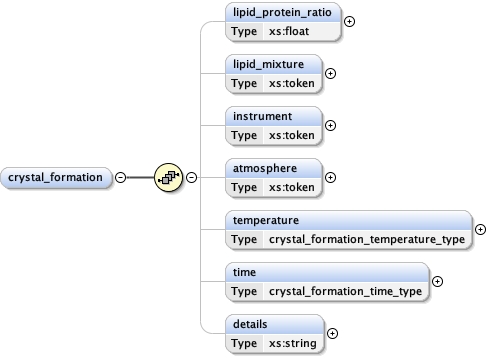 lipid_protein_ratio
Type xs:float
lipid_mixture
Type xs:token
instrument
Type xs:token
crystal_formation
atmosphere
Type xs:token
temperature
Type crystal_formation_temperature_type
time
Type crystal_formation_time_type
details
Type xs:string